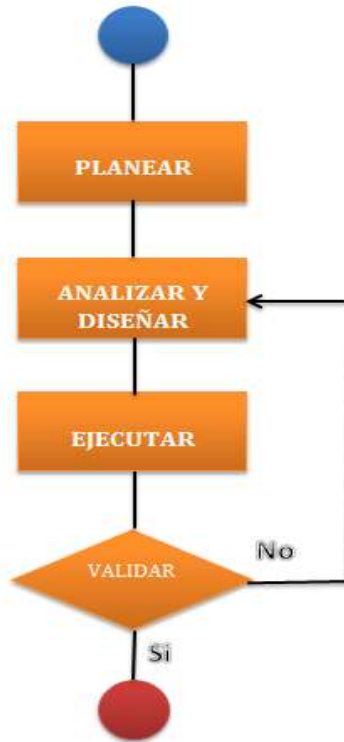 PLANEAR
ANALIZAR Y
DISEÑAR
EJECUTAR
VALIDAR
No
Si